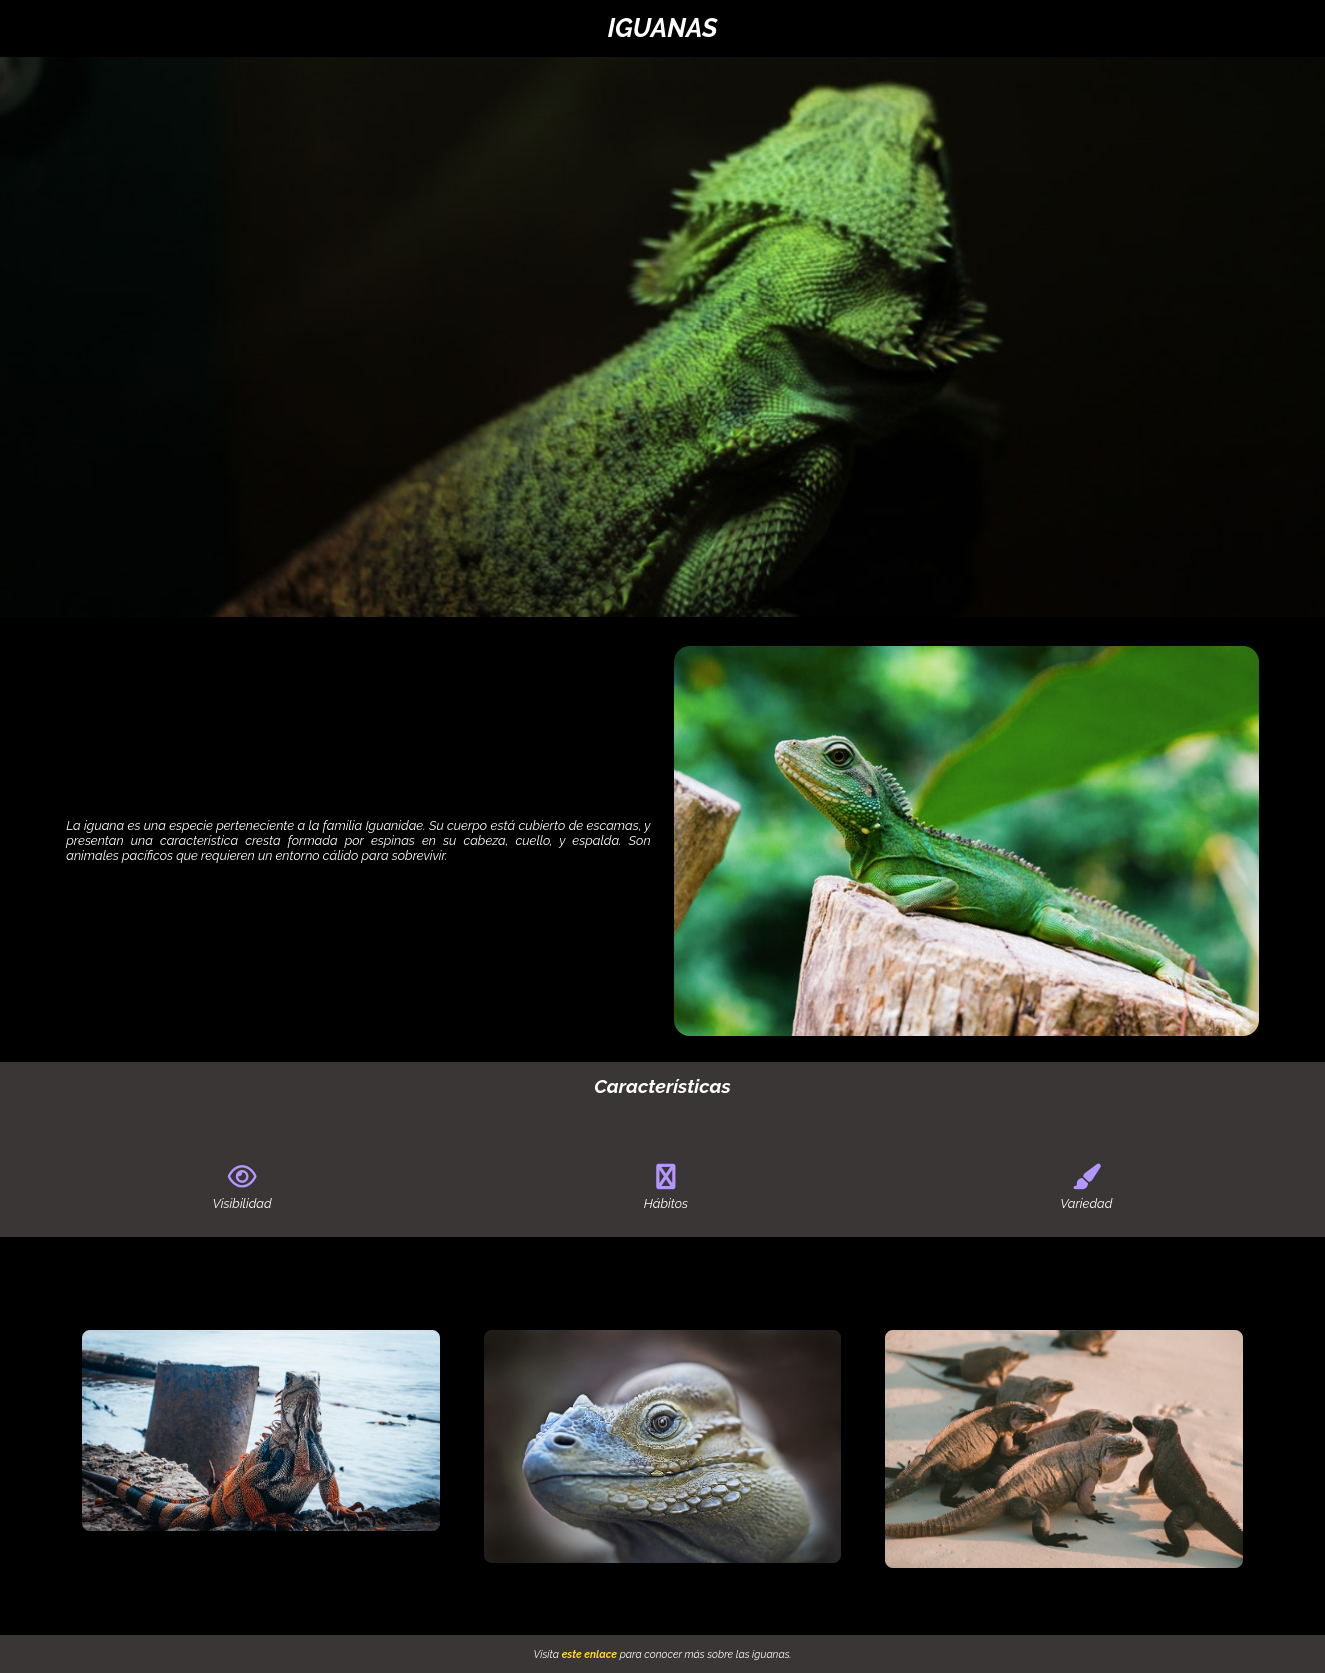 IGUANAS
La iguana es una especie perteneciente a la familia Iguanidae. Su cuerpo está cubierto de escamas, y
presentan una característica cresta formada por espinas en su cabeza, cuello, y espalda. Son
animales pacíficos que requieren un entorno cálido para sobrevivir.
Características
Visibilidad
Hábitos
Variedad
Visita este enlace para conocer más sobre las iguanas.